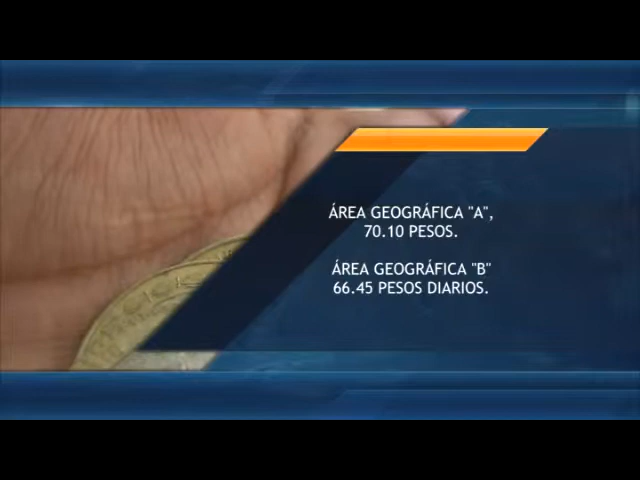 ÁREA GEOGRÁFICA "A",
70.10 PESOS.
ÁREA GEOGRÁFICA "B"
66.45 PESOS DIARIOS.